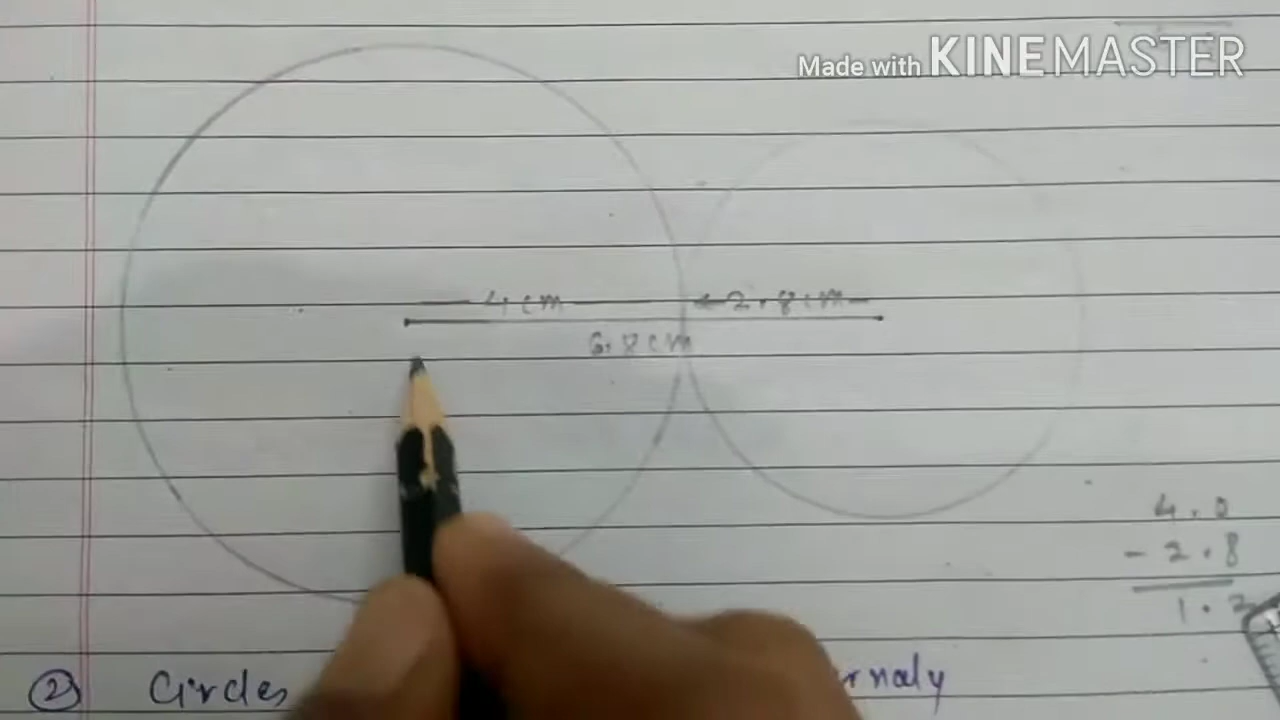 Made with KINEMASTER
4 cm 2.8 cm
6.8 cm
4.0
- 2.8
1.2
② Circles